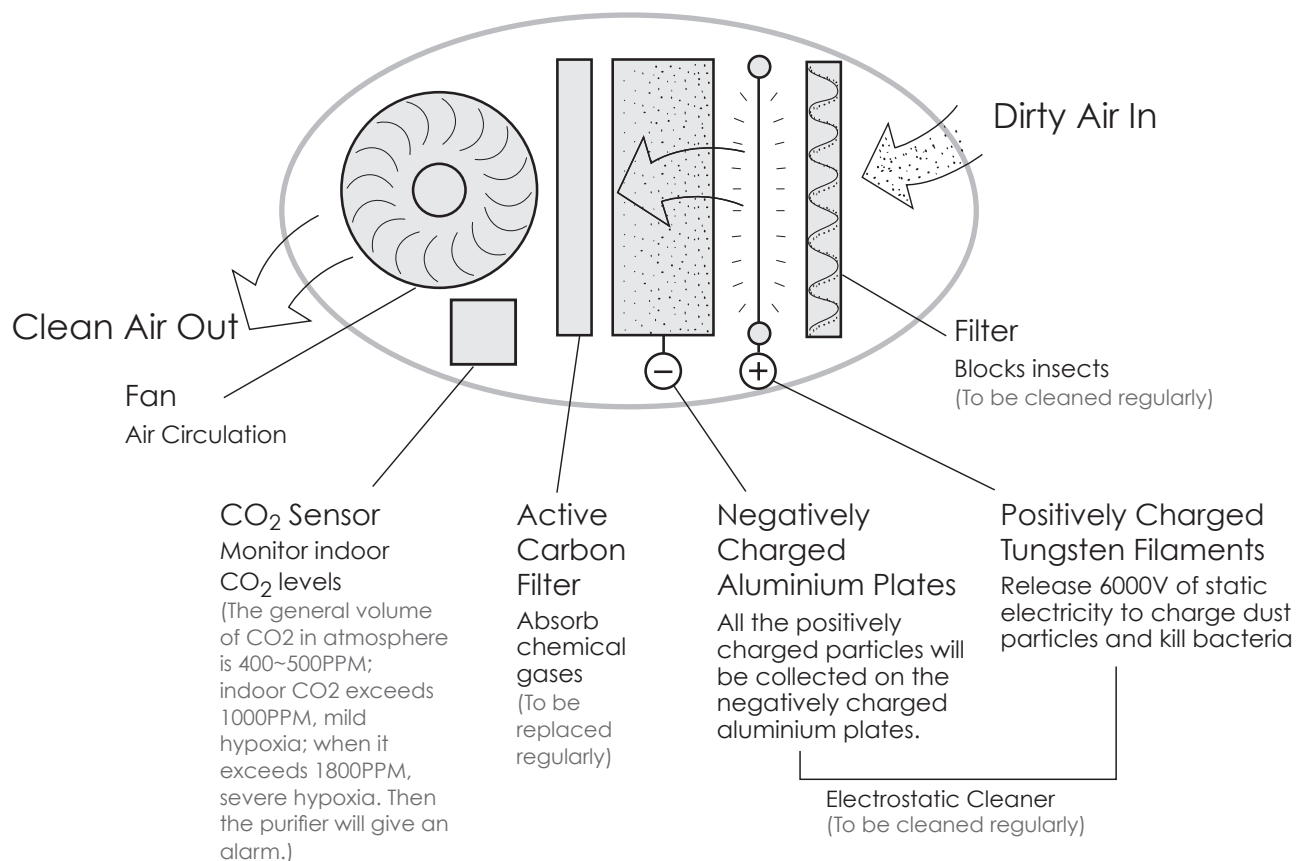 Dirty Air In
Clean Air Out
Fan
Air Circulation
Filter
Blocks insects
(To be cleaned regularly)
−
+
CO2 Sensor
Monitor indoor
CO2 levels
(The general volume
of CO2 in atmosphere
is 400~500PPM;
indoor CO2 exceeds
1000PPM, mild
hypoxia; when it
exceeds 1800PPM,
severe hypoxia. Then
the purifier will give an
alarm.)
Active
Carbon
Filter
Absorb
chemical
gases
(To be
replaced
regularly)
Negatively
Charged
Aluminium Plates
All the positively
charged particles will
be collected on the
negatively charged
aluminium plates.
Positively Charged
Tungsten Filaments
Release 6000V of static
electricity to charge dust
particles and kill bacteria
Electrostatic Cleaner
(To be cleaned regularly)